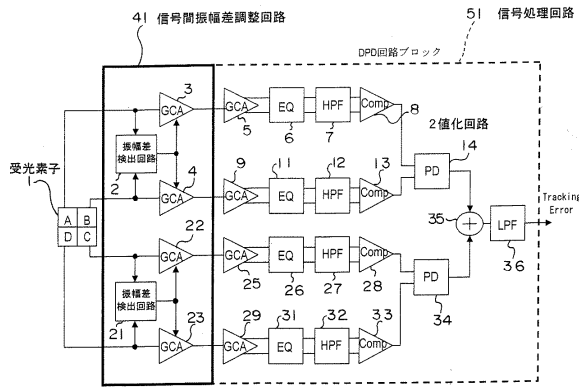 41 信号間振幅差調整回路
51 信号処理回路
DPD回路ブロック
3
GCA
GCA
5
EQ
6
HPF
7
Comp
8
2値化回路
振幅差
検出回路
2
14
PD
受光素子
1
4
GCA
9
GCA
11
EQ
12
HPF
13
Comp
A B
D C
35
+
LPF
36
Tracking
Error
22
GCA
GCA
25
EQ
26
HPF
27
Comp
28
振幅差
検出回路
21
PD
34
23
GCA
29
GCA
31
EQ
32
HPF
33
Comp